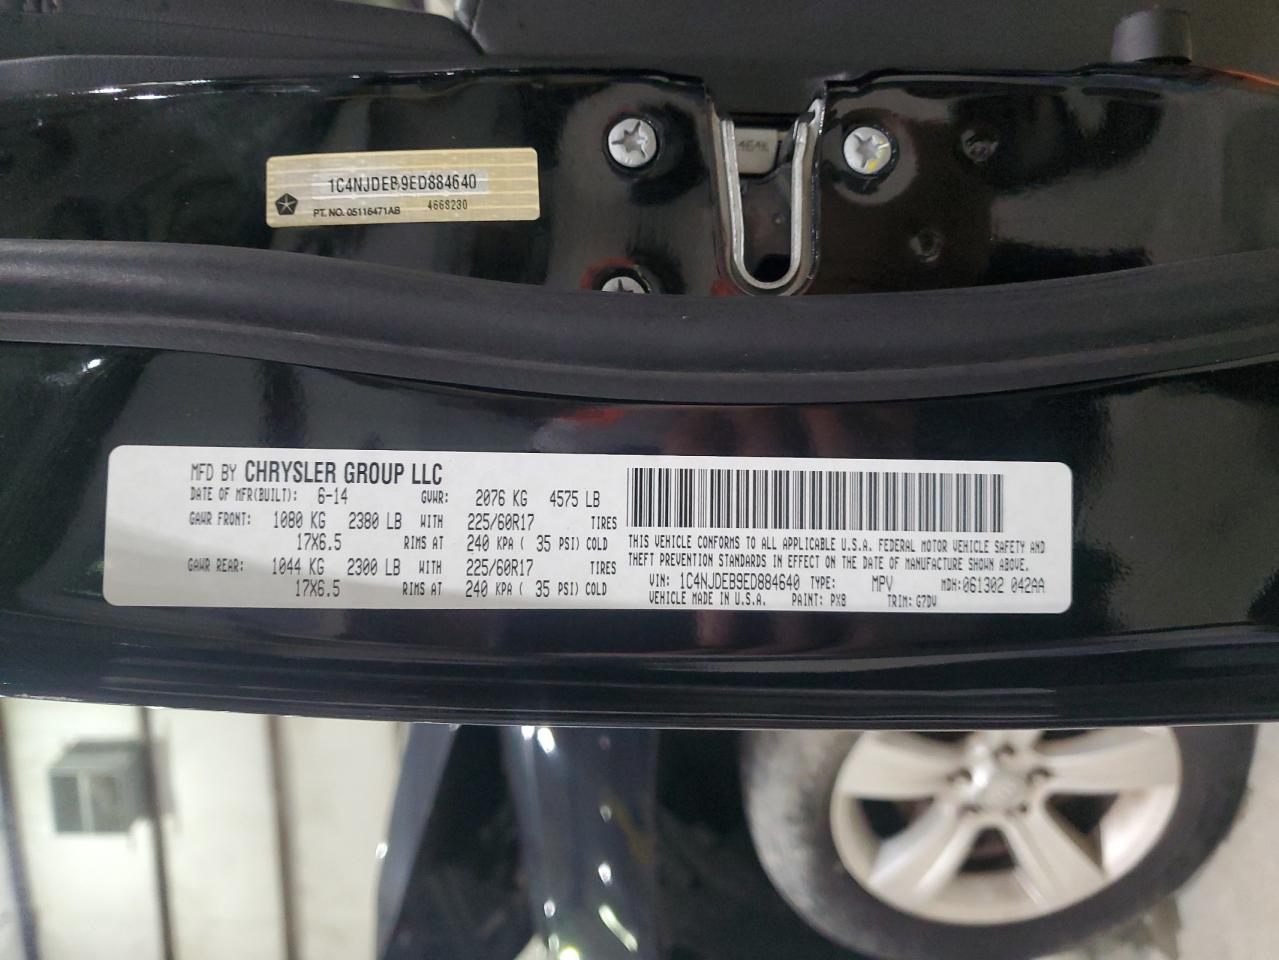 464K
1C4NJDEB9ED884640
PT. NO. 05116471AB 466S230
MFD BY CHRYSLER GROUP LLC
DATE OF MFR(BUILT): 6-14 GVWR: 2076 KG 4575 LB
GAWR FRONT: 1080 KG 2380 LB WITH 225/60R17 TIRES
17X6.5 RIMS AT 240 KPA ( 35 PSI) COLD
GAWR REAR: 1044 KG 2300 LB WITH 225/60R17 TIRES
17X6.5 RIMS AT 240 KPA ( 35 PSI) COLD
THIS VEHICLE CONFORMS TO ALL APPLICABLE U.S.A. FEDERAL MOTOR VEHICLE SAFETY AND
THEFT PREVENTION STANDARDS IN EFFECT ON THE DATE OF MANUFACTURE SHOWN ABOVE.
VIN: 1C4NJDEB9ED884640 TYPE: MPV MDH: 061302 042AA
VEHICLE MADE IN U.S.A. PAINT: PX8 TRIM: G7DV